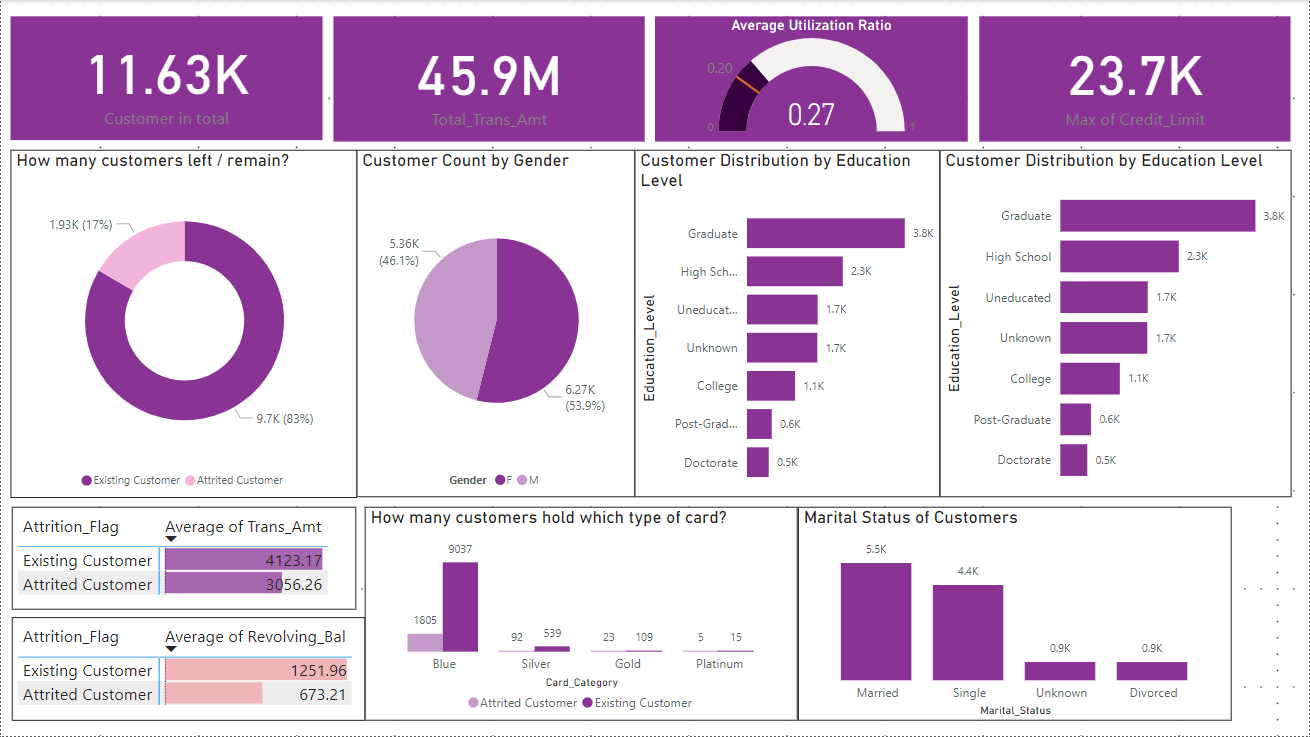 11.63K
Customer in total
45.9M
Total_Trans_Amt
Average Utilization Ratio
0.20
0.27
0
1
23.7K
Max of Credit_Limit
How many customers left / remain?
1.93K (17%)
9.7K (83%)
Existing Customer Attrited Customer
Customer Count by Gender
5.36K
(46.1%)
6.27K
(53.9%)
Gender F M
Customer Distribution by Education
Level
Education_Level
Graduate 3.8K
High Sch... 2.3K
Uneducat... 1.7K
Unknown 1.7K
College 1.1K
Post-Grad... 0.6K
Doctorate 0.5K
Customer Distribution by Education Level
Education_Level
Graduate 3.8K
High School 2.3K
Uneducated 1.7K
Unknown 1.7K
College 1.1K
Post-Graduate 0.6K
Doctorate 0.5K
Attrition_Flag Average of Trans_Amt
Existing Customer 4123.17
Attrited Customer 3056.26
Attrition_Flag Average of Revolving_Bal
Existing Customer 1251.96
Attrited Customer 673.21
How many customers hold which type of card?
1805 9037 92 539 23 109 5 15
Blue Silver Gold Platinum
Card_Category
Attrited Customer Existing Customer
Marital Status of Customers
5.5K 4.4K 0.9K 0.9K
Married Single Unknown Divorced
Marital_Status